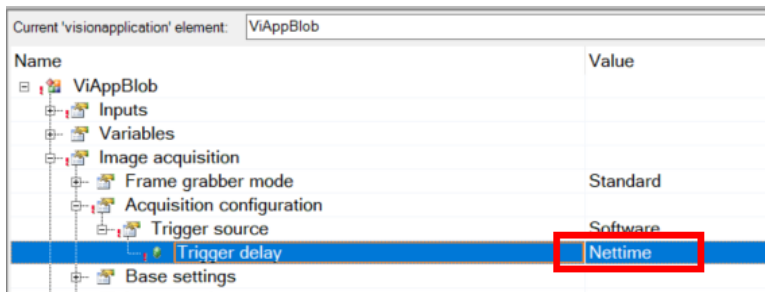 Current 'visionapplication' element: ViAppBlob
Name Value
ViAppBlob
Inputs
Variables
Image acquisition
Frame grabber mode Standard
Acquisition configuration
Trigger source Software
Trigger delay Nettime
Base settings